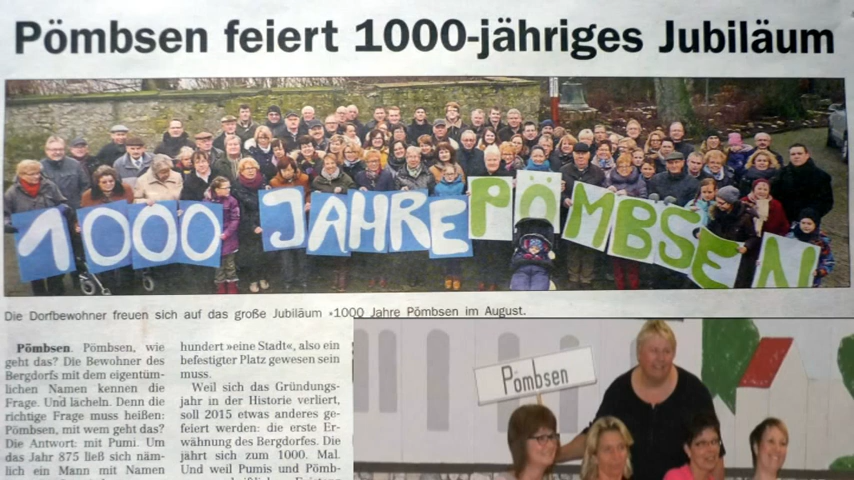 Pömbsen feiert 1000-jähriges Jubiläum
1000 JAHRE PÖMBSEN
Die Dorfbewohner freuen sich auf das große Jubiläum »1000 Jahre Pömbsen im August.
Pömbsen. Pömbsen, wie
geht das? Die Bewohner des
Bergdorfs mit dem eigentüm-
lichen Namen kennen die
Frage. Und lächeln. Denn die
richtige Frage muss heißen:
Pömbsen, mit wem geht das?
Die Antwort: mit Pumi. Um
das Jahr 875 ließ sich näm-
lich ein Mann mit Namen
hundert »eine Stadt«, also ein
befestigter Platz gewesen sein
muss.
Weil sich das Gründungs-
jahr in der Historie verliert,
soll 2015 etwas anderes ge-
feiert werden: die erste Er-
wähnung des Bergdorfes. Die
jährt sich zum 1000. Mal.
Und weil Pumis und Pömb-
Pömbsen